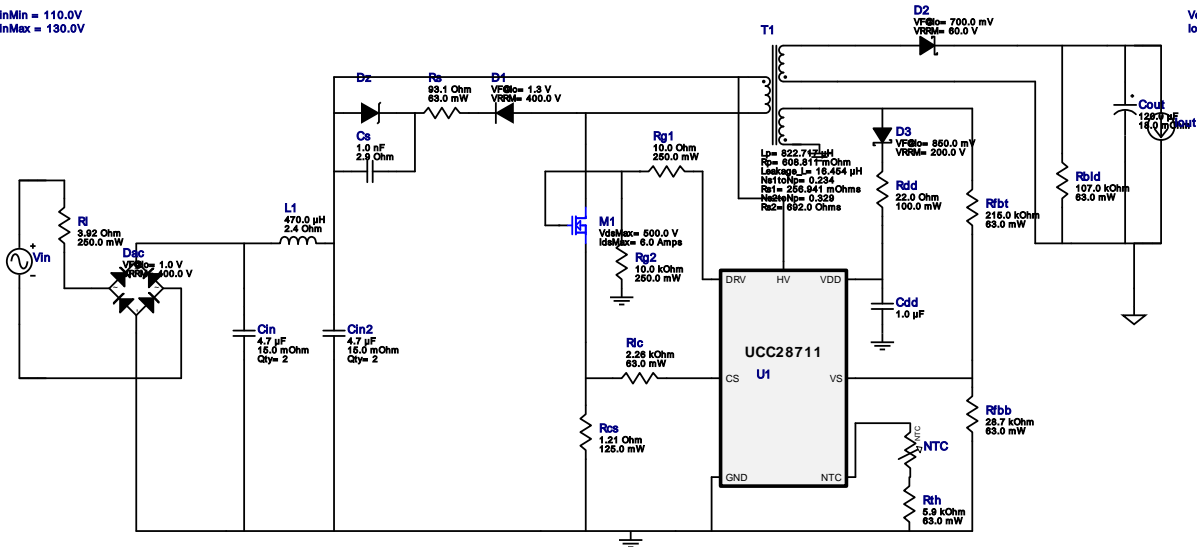 InMin = 110.0V
InMax = 130.0V
D2
VF@Io= 700.0 mV
VRRM= 60.0 V
T1
Dz
Rs
93.1 Ohm
63.0 mW
D1
VF@Io= 1.3 V
VRRM= 400.0 V
Cs
1.0 nF
2.9 Ohm
Rg1
10.0 Ohm
250.0 mW
D3
VF@Io= 850.0 mV
VRRM= 200.0 V
Cout
18.0 mOhm
Iout
Lp= 822.717 µH
Rp= 608.811 mOhm
Leakage_L= 16.454 µH
Ns1toNp= 0.234
Rs1= 256.941 mOhms
Ns2toNp= 0.329
Rs2= 692.0 Ohms
Rdd
22.0 Ohm
100.0 mW
Rbld
107.0 kOhm
63.0 mW
Rfbt
215.0 kOhm
63.0 mW
L1
470.0 µH
2.4 Ohm
RI
3.92 Ohm
250.0 mW
M1
VdsMax= 500.0 V
IdsMax= 6.0 Amps
Vin
Dac
VF@Io= 1.0 V
VRRM= 400.0 V
Rg2
10.0 kOhm
250.0 mW
DRV
HV
VDD
Cdd
1.0 µF
Cin
4.7 µF
15.0 mOhm
Qty= 2
Cin2
4.7 µF
15.0 mOhm
Qty= 2
Rlc
2.26 kOhm
63.0 mW
UCC28711
U1
CS
VS
Rcs
1.21 Ohm
125.0 mW
Rfbb
28.7 kOhm
63.0 mW
NTC
NTC
GND
NTC
Rth
5.9 kOhm
63.0 mW